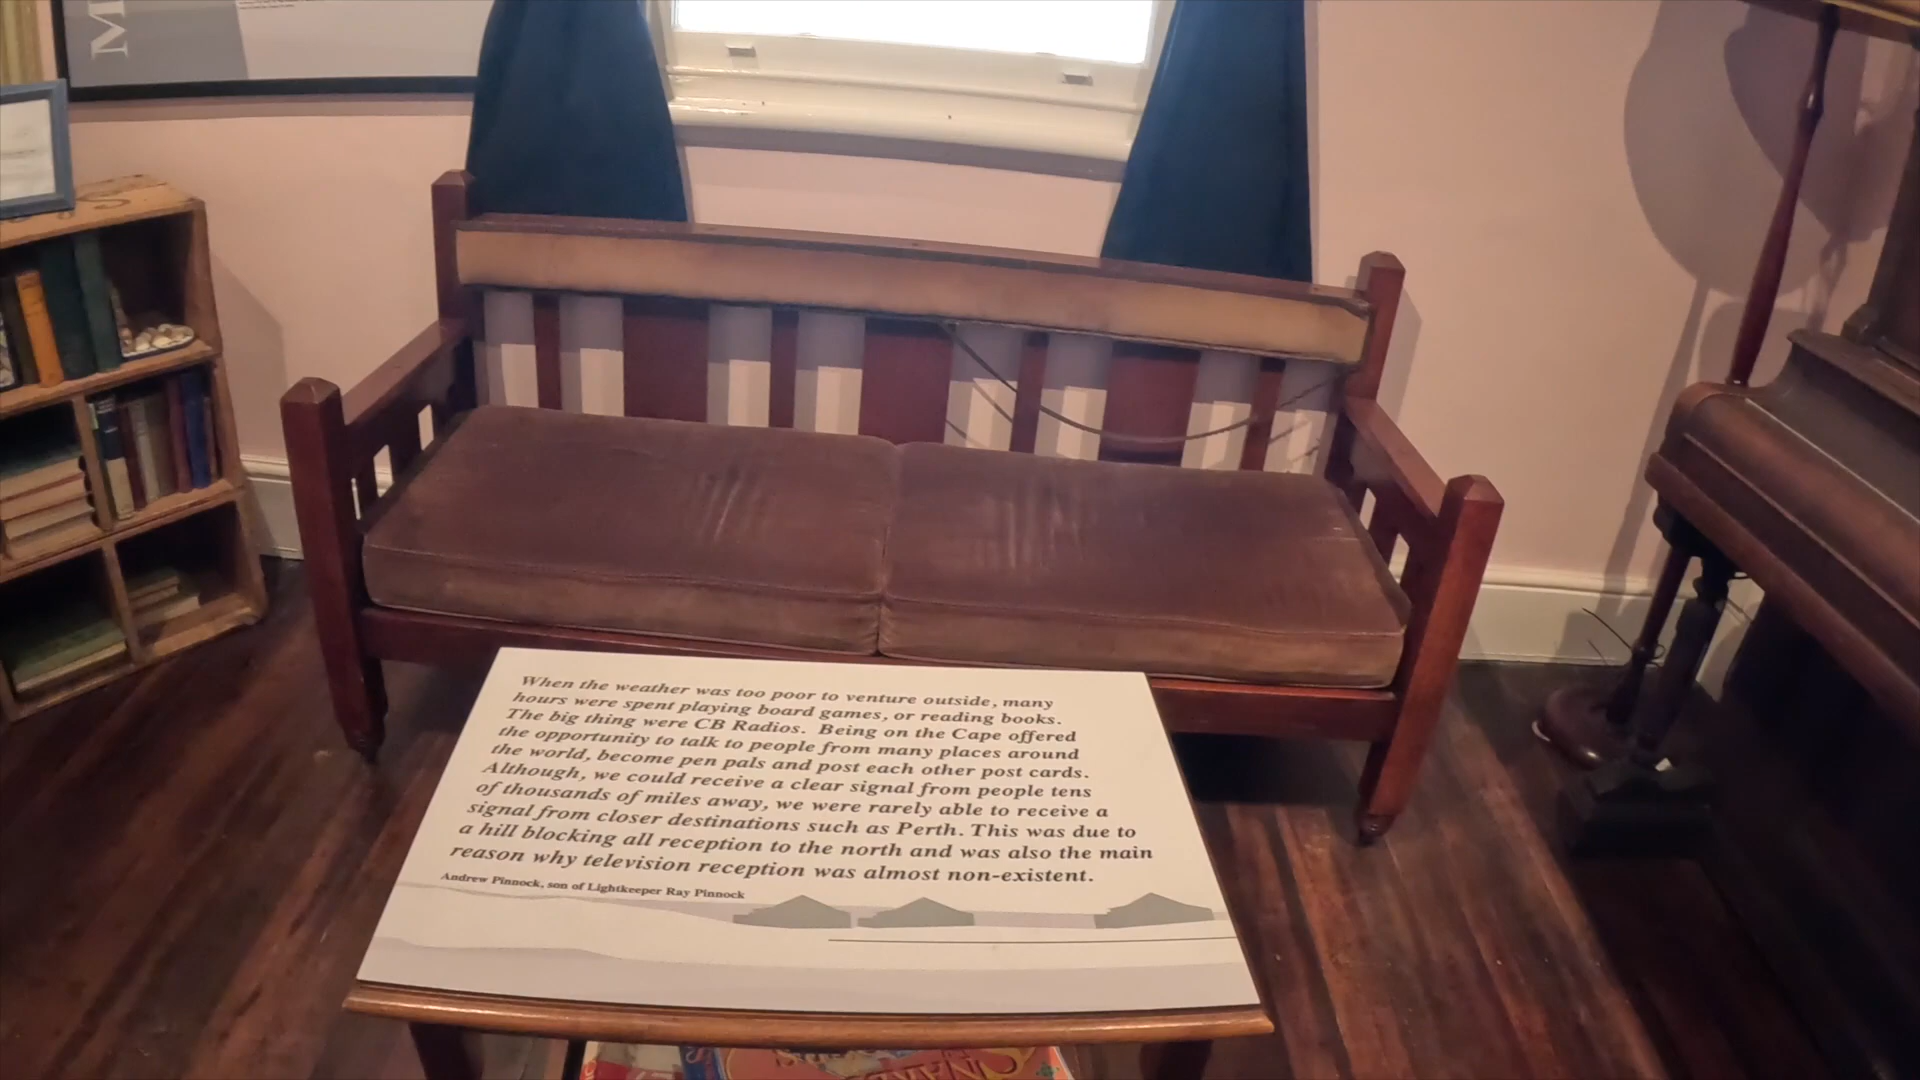 M
When the weather was too poor to venture outside, many
hours were spent playing board games, or reading books.
The big thing were CB Radios. Being on the Cape offered
the opportunity to talk to people from many places around
the world, become pen pals and post each other post cards.
Although, we could receive a clear signal from people tens
of thousands of miles away, we were rarely able to receive a
signal from closer destinations such as Perth. This was due to
a hill blocking all reception to the north and was also the main
reason why television reception was almost non-existent.
Andrew Pinnock, son of Lightkeeper Ray Pinnock